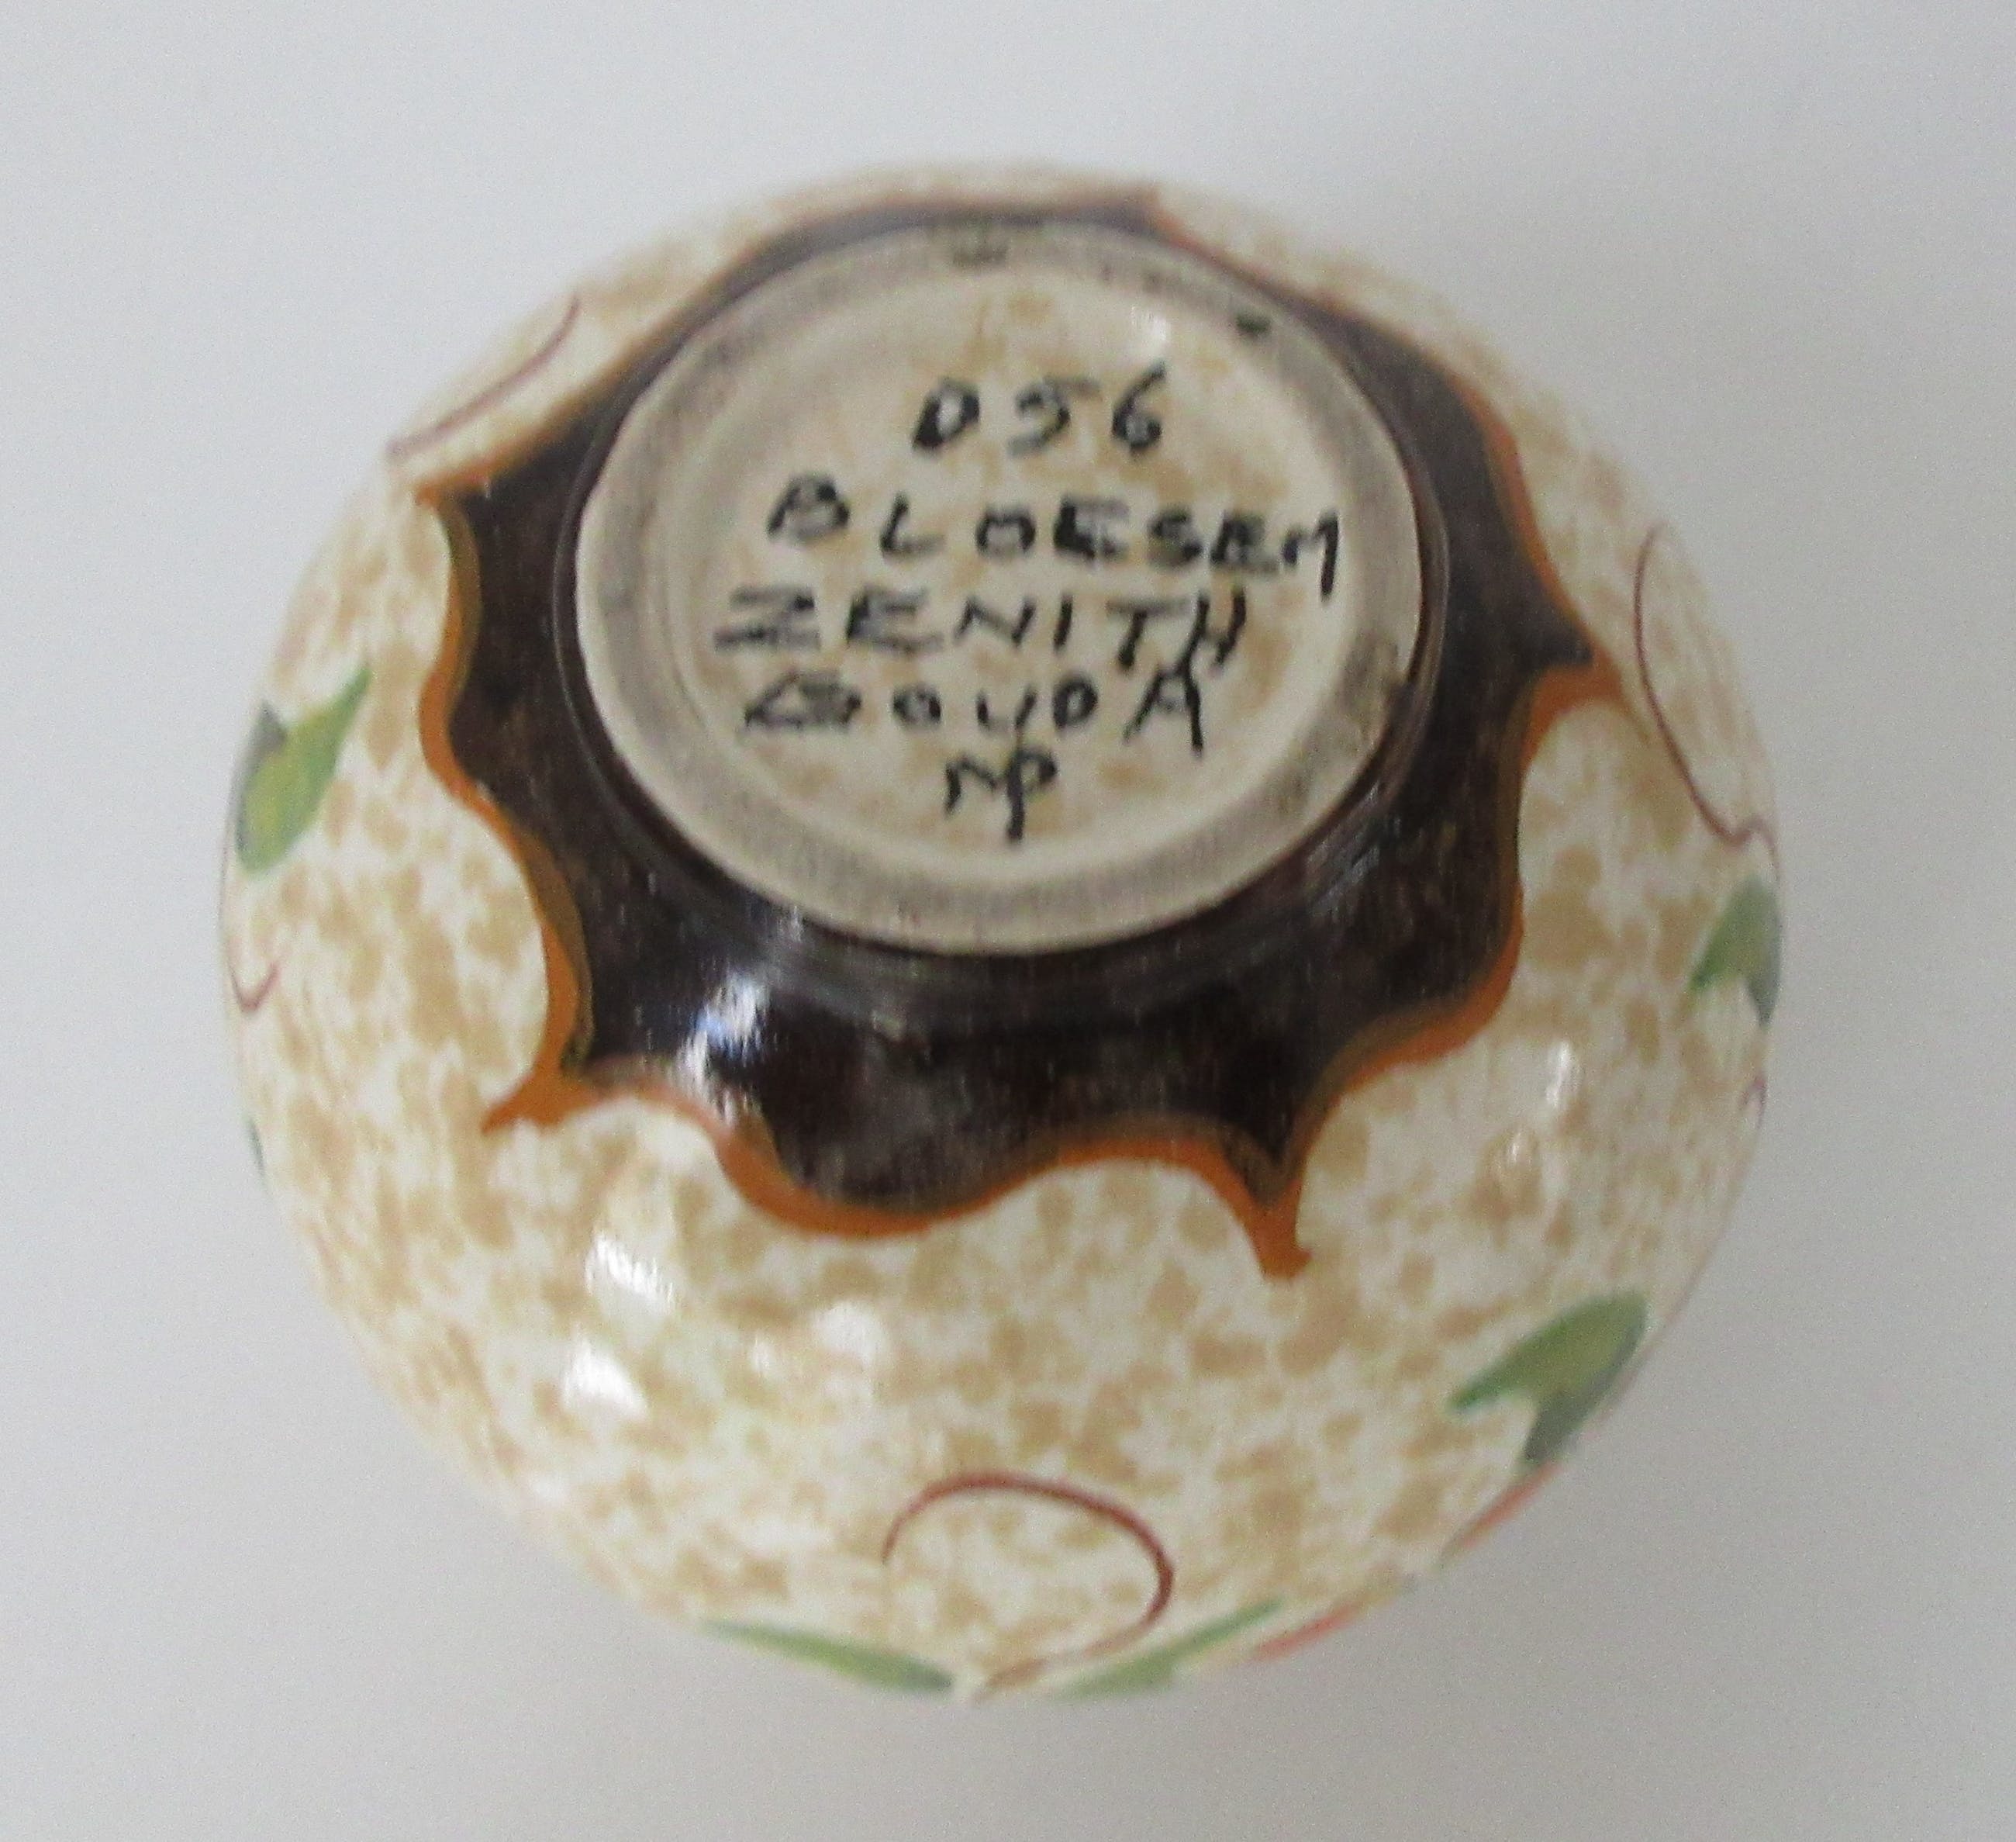 056
BLOESEM
ZENITH
GOUDA
MP